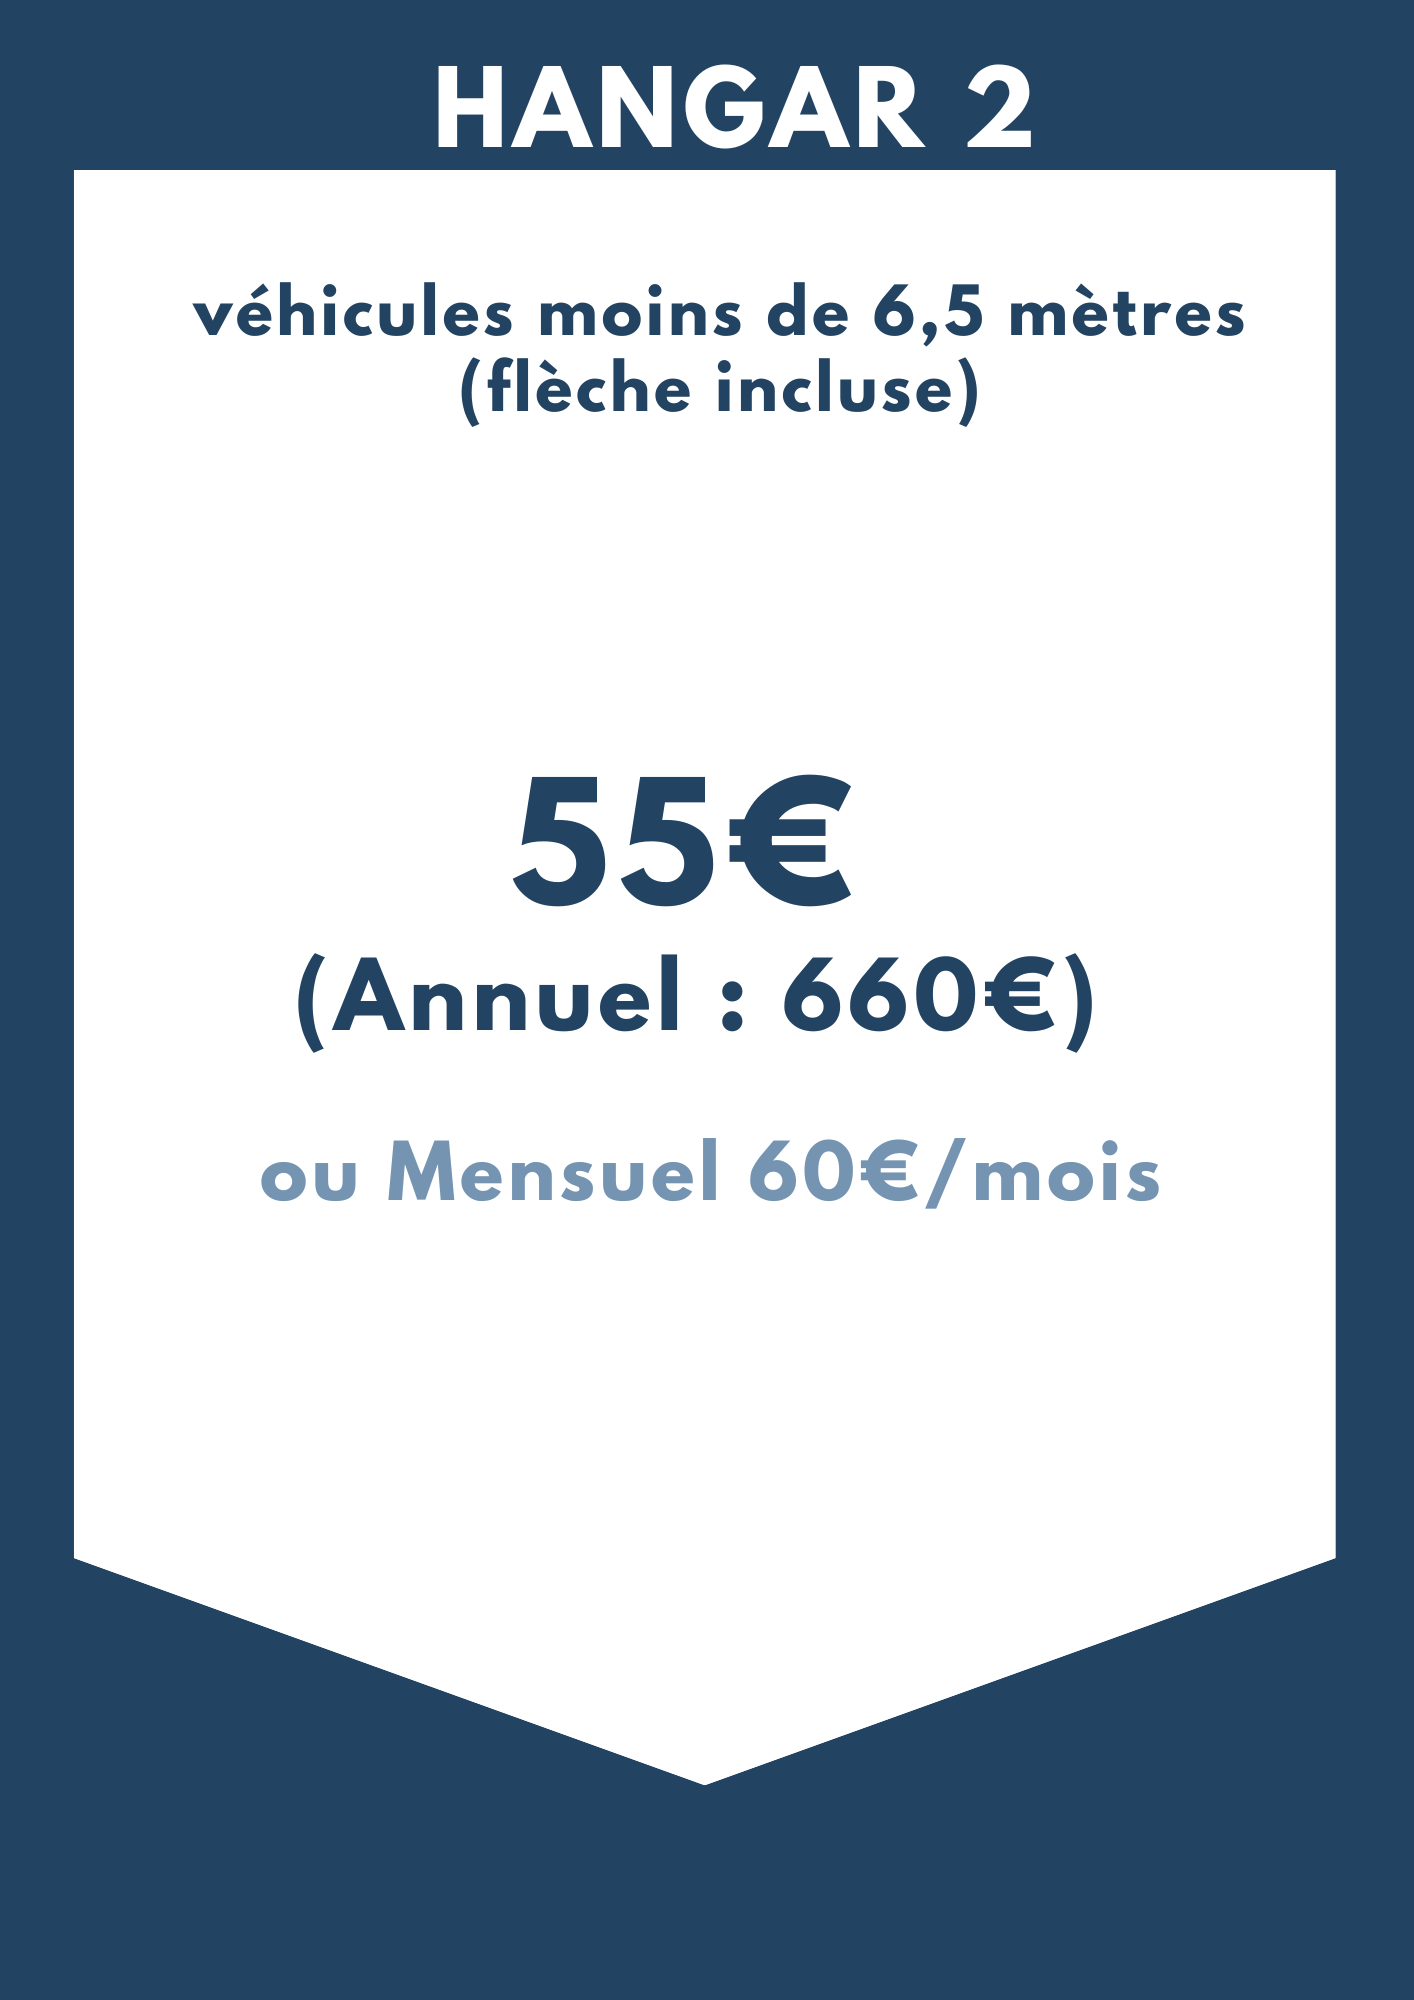 HANGAR 2
véhicules moins de 6,5 mètres
(flèche incluse)
55€
(Annuel : 660€)
ou Mensuel 60€/mois